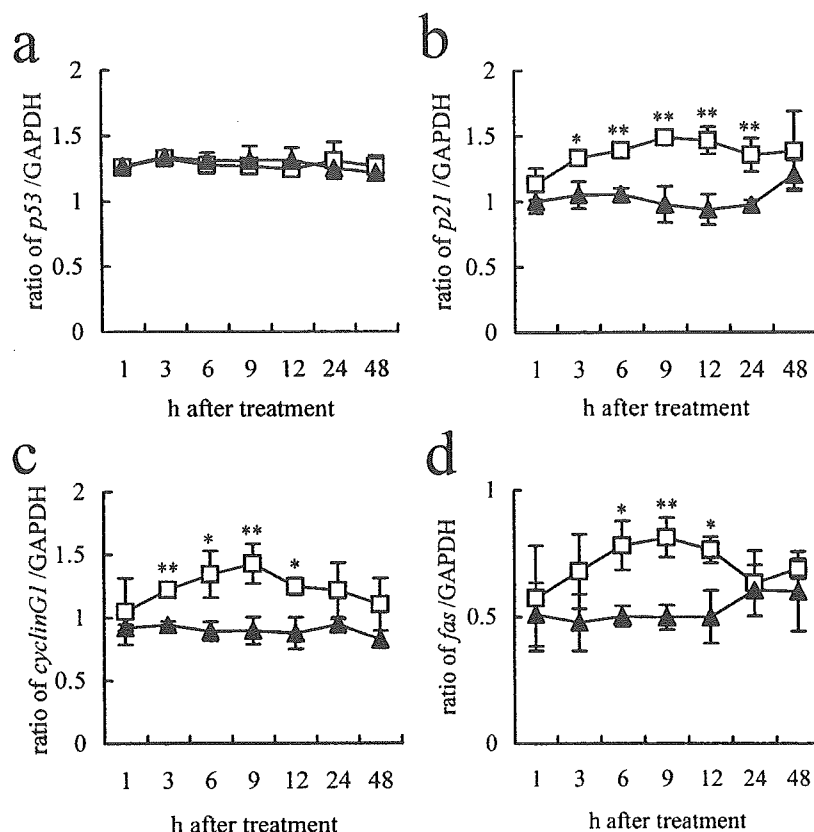 a
ratio of p53 /GAPDH
2
1.5
1
0.5
0
1 3 6 9 12 24 48
h after treatment
b
ratio of p21 /GAPDH
2
1.5
1
0.5
0
* ** ** ** **
1 3 6 9 12 24 48
h after treatment
c
ratio of cyclinG1 /GAPDH
2
1.5
1
0.5
0
** * ** *
1 3 6 9 12 24 48
h after treatment
d
ratio of fas /GAPDH
1
0.5
0
* ** *
1 3 6 9 12 24 48
h after treatment